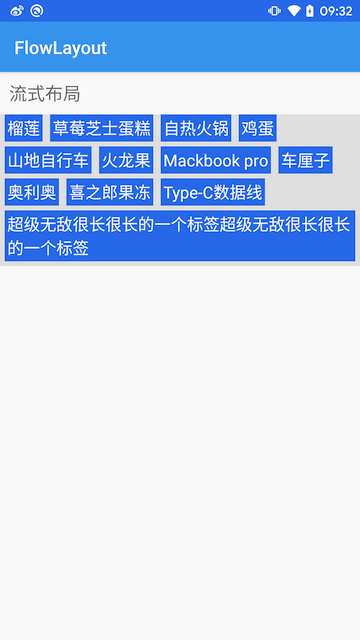 09:32
FlowLayout
流式布局
榴莲 草莓芝士蛋糕 自热火锅 鸡蛋
山地自行车 火龙果 Mackbook pro 车厘子
奥利奥 喜之郎果冻 Type-C数据线
超级无敌很长很长的一个标签超级无敌很长很长
的一个标签